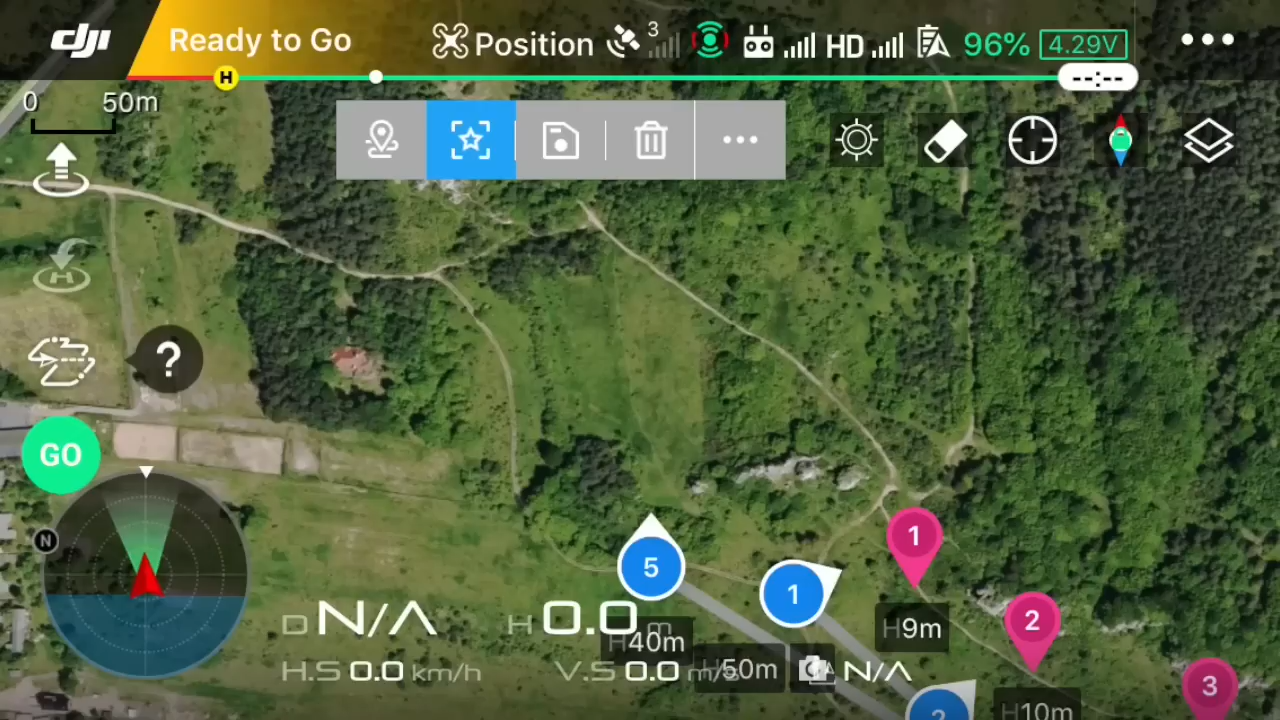 dji Ready to Go Position 3 HD 96% 4.29V
H --:--
0 50m
H
?
GO
N
5
1
1
2
3
2
H9m
H40m
H50m
H10m
D N/A H 0.0 m
H.S 0.0 km/h V.S 0.0 m/s N/A